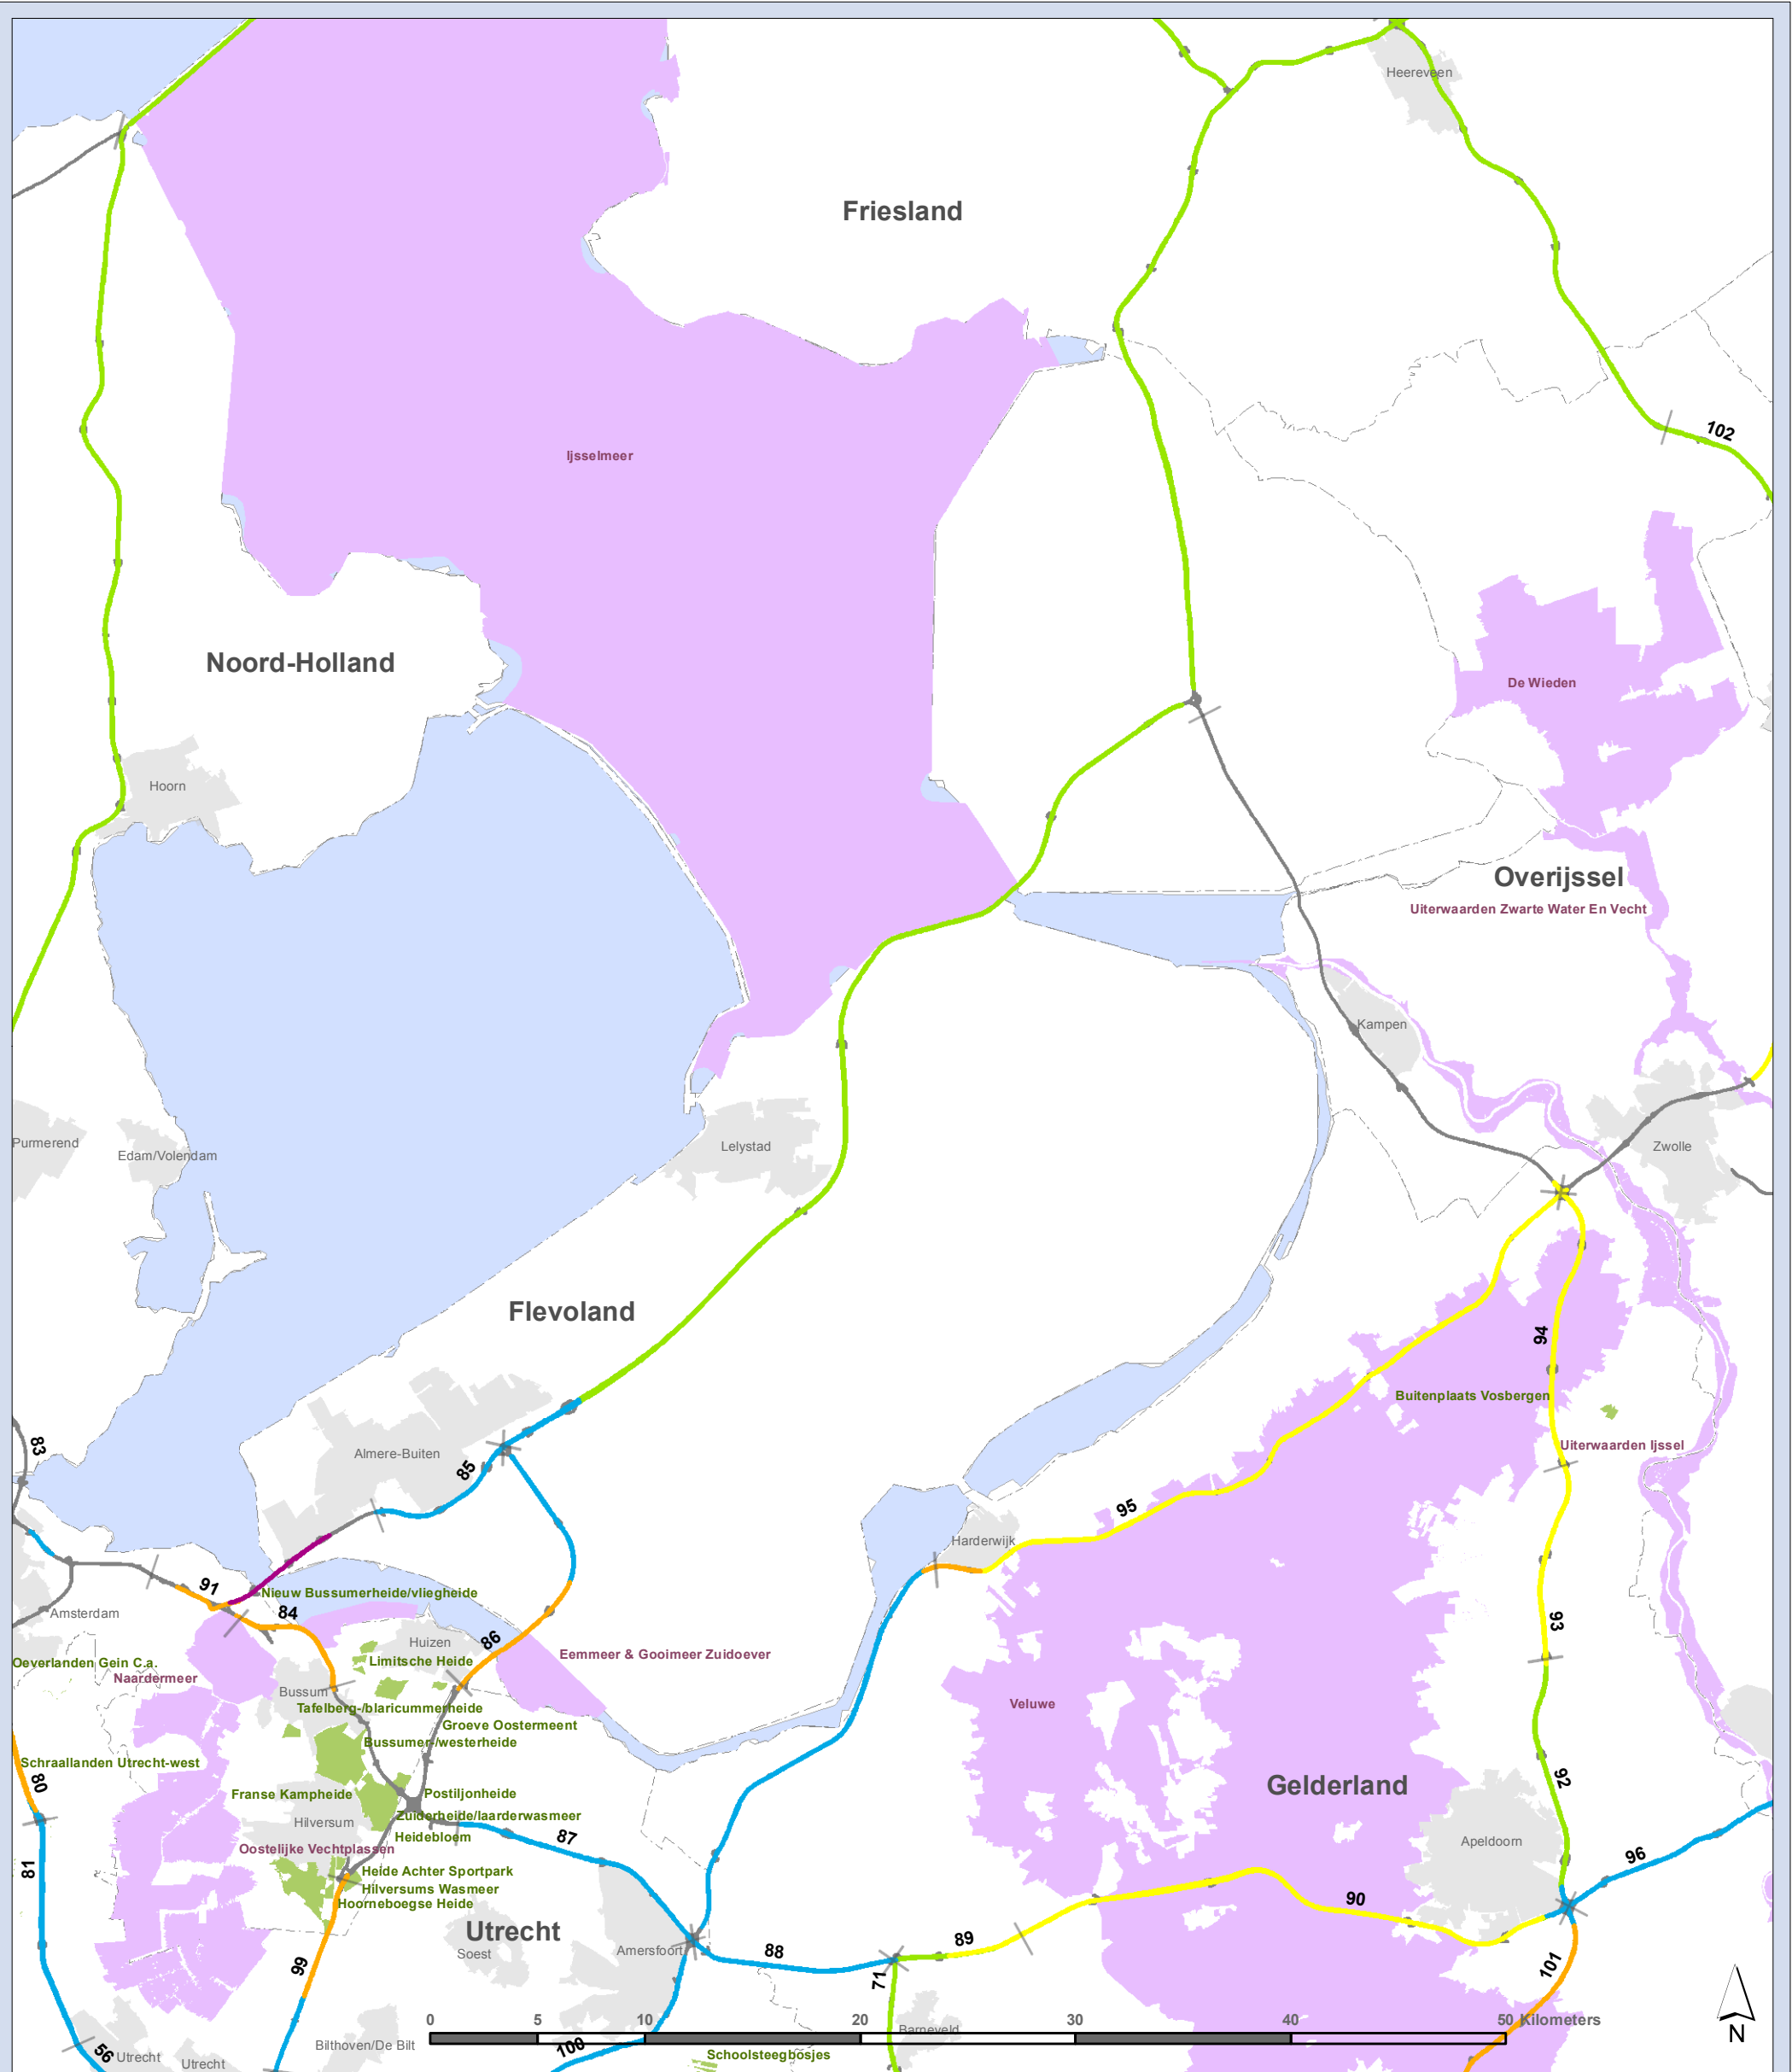 Heereveen
Friesland
102
Ijsselmeer
Noord-Holland
De Wieden
Hoorn
Overijssel
Uiterwaarden Zwarte Water En Vecht
Kampen
Purmerend
Edam/Volendam
Lelystad
Zwolle
Flevoland
94
Buitenplaats Vosbergen
83
Almere-Buiten
85
Uiterwaarden Ijssel
95
Harderwijk
91
Nieuw Bussumerheide/vliegheide
Amsterdam
84
93
Huizen
86
Oeverlanden Gein C.a.
Limitsche Heide
Eemmeer & Gooimeer Zuidoever
Naardermeer
Bussum
Veluwe
Tafelberg-/blaricummerheide
Groeve Oostermeent
Bussumer-/westerheide
Schraallanden Utrecht-west
80
92
Gelderland
Franse Kampheide
Postiljonheide
Zuiderheide/laarderwasmeer
Hilversum
Heidebloem
87
Apeldoorn
Oostelijke Vechtplassen
96
81
Heide Achter Sportpark
Hilversums Wasmeer
Hoorneboegse Heide
90
Utrecht
Soest
Amersfoort
88
89
99
71
101
0 5 10 20 30 40 50 Kilometers
Barneveld
N
Bilthoven/De Bilt
100
56
Utrecht
Utrecht
Schoolsteegbosjes